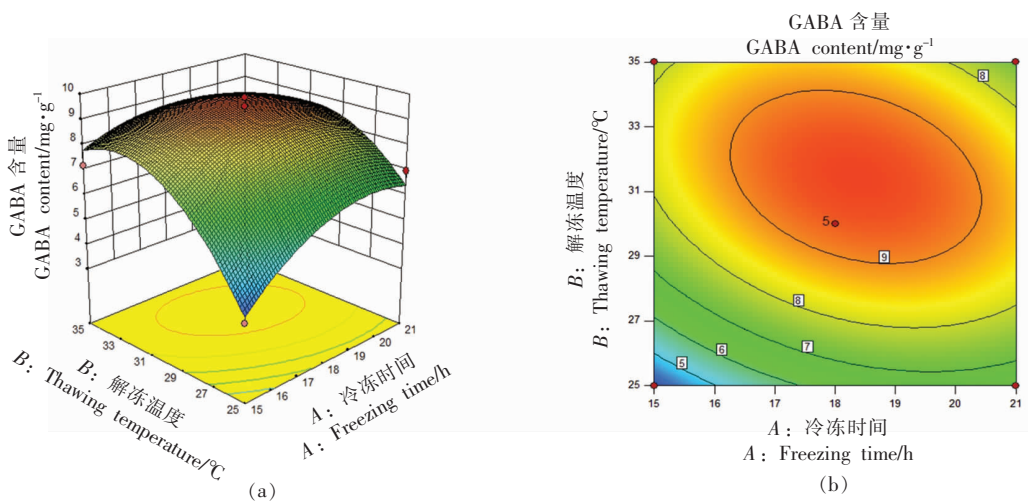 GABA 含量
GABA content/mg·g⁻¹
10
9
8
7
6
5
4
3
35
33
31
29
27
25
15
16
17
18
19
20
21
B：解冻温度
B：Thawing temperature/℃
A：冷冻时间
A：Freezing time/h
(a)
GABA 含量
GABA content/mg·g⁻¹
35
33
31
29
27
25
B：解冻温度
B：Thawing temperature/℃
8
5
9
8
7
6
5
15
16
17
18
19
20
21
A：冷冻时间
A：Freezing time/h
(b)